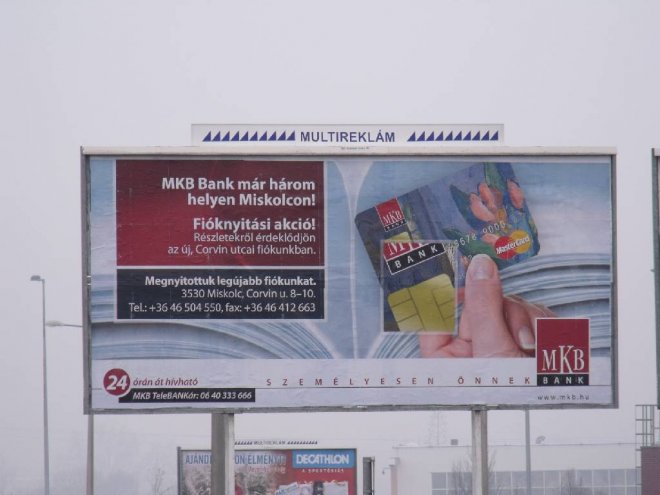 MULTIREKLÁM
MKB Bank már három
helyen Miskolcon!
Fióknyitási akció!
Részletekről érdeklődjön
az új, Corvin utcai fiókunkban.
Megnyitottuk legújabb fiókunkat.
3530 Miskolc, Corvin u. 8–10.
Tel.: +36 46 504 550, fax: +36 46 412 663
MKB
BANK
BANK
MasterCard
24 órán át hívható
MKB TeleBANKár: 06 40 333 666
SZEMÉLYESEN ÖNNEK
MKB
BANK
www.mkb.hu
MULTIREKLÁM
DECATHLON